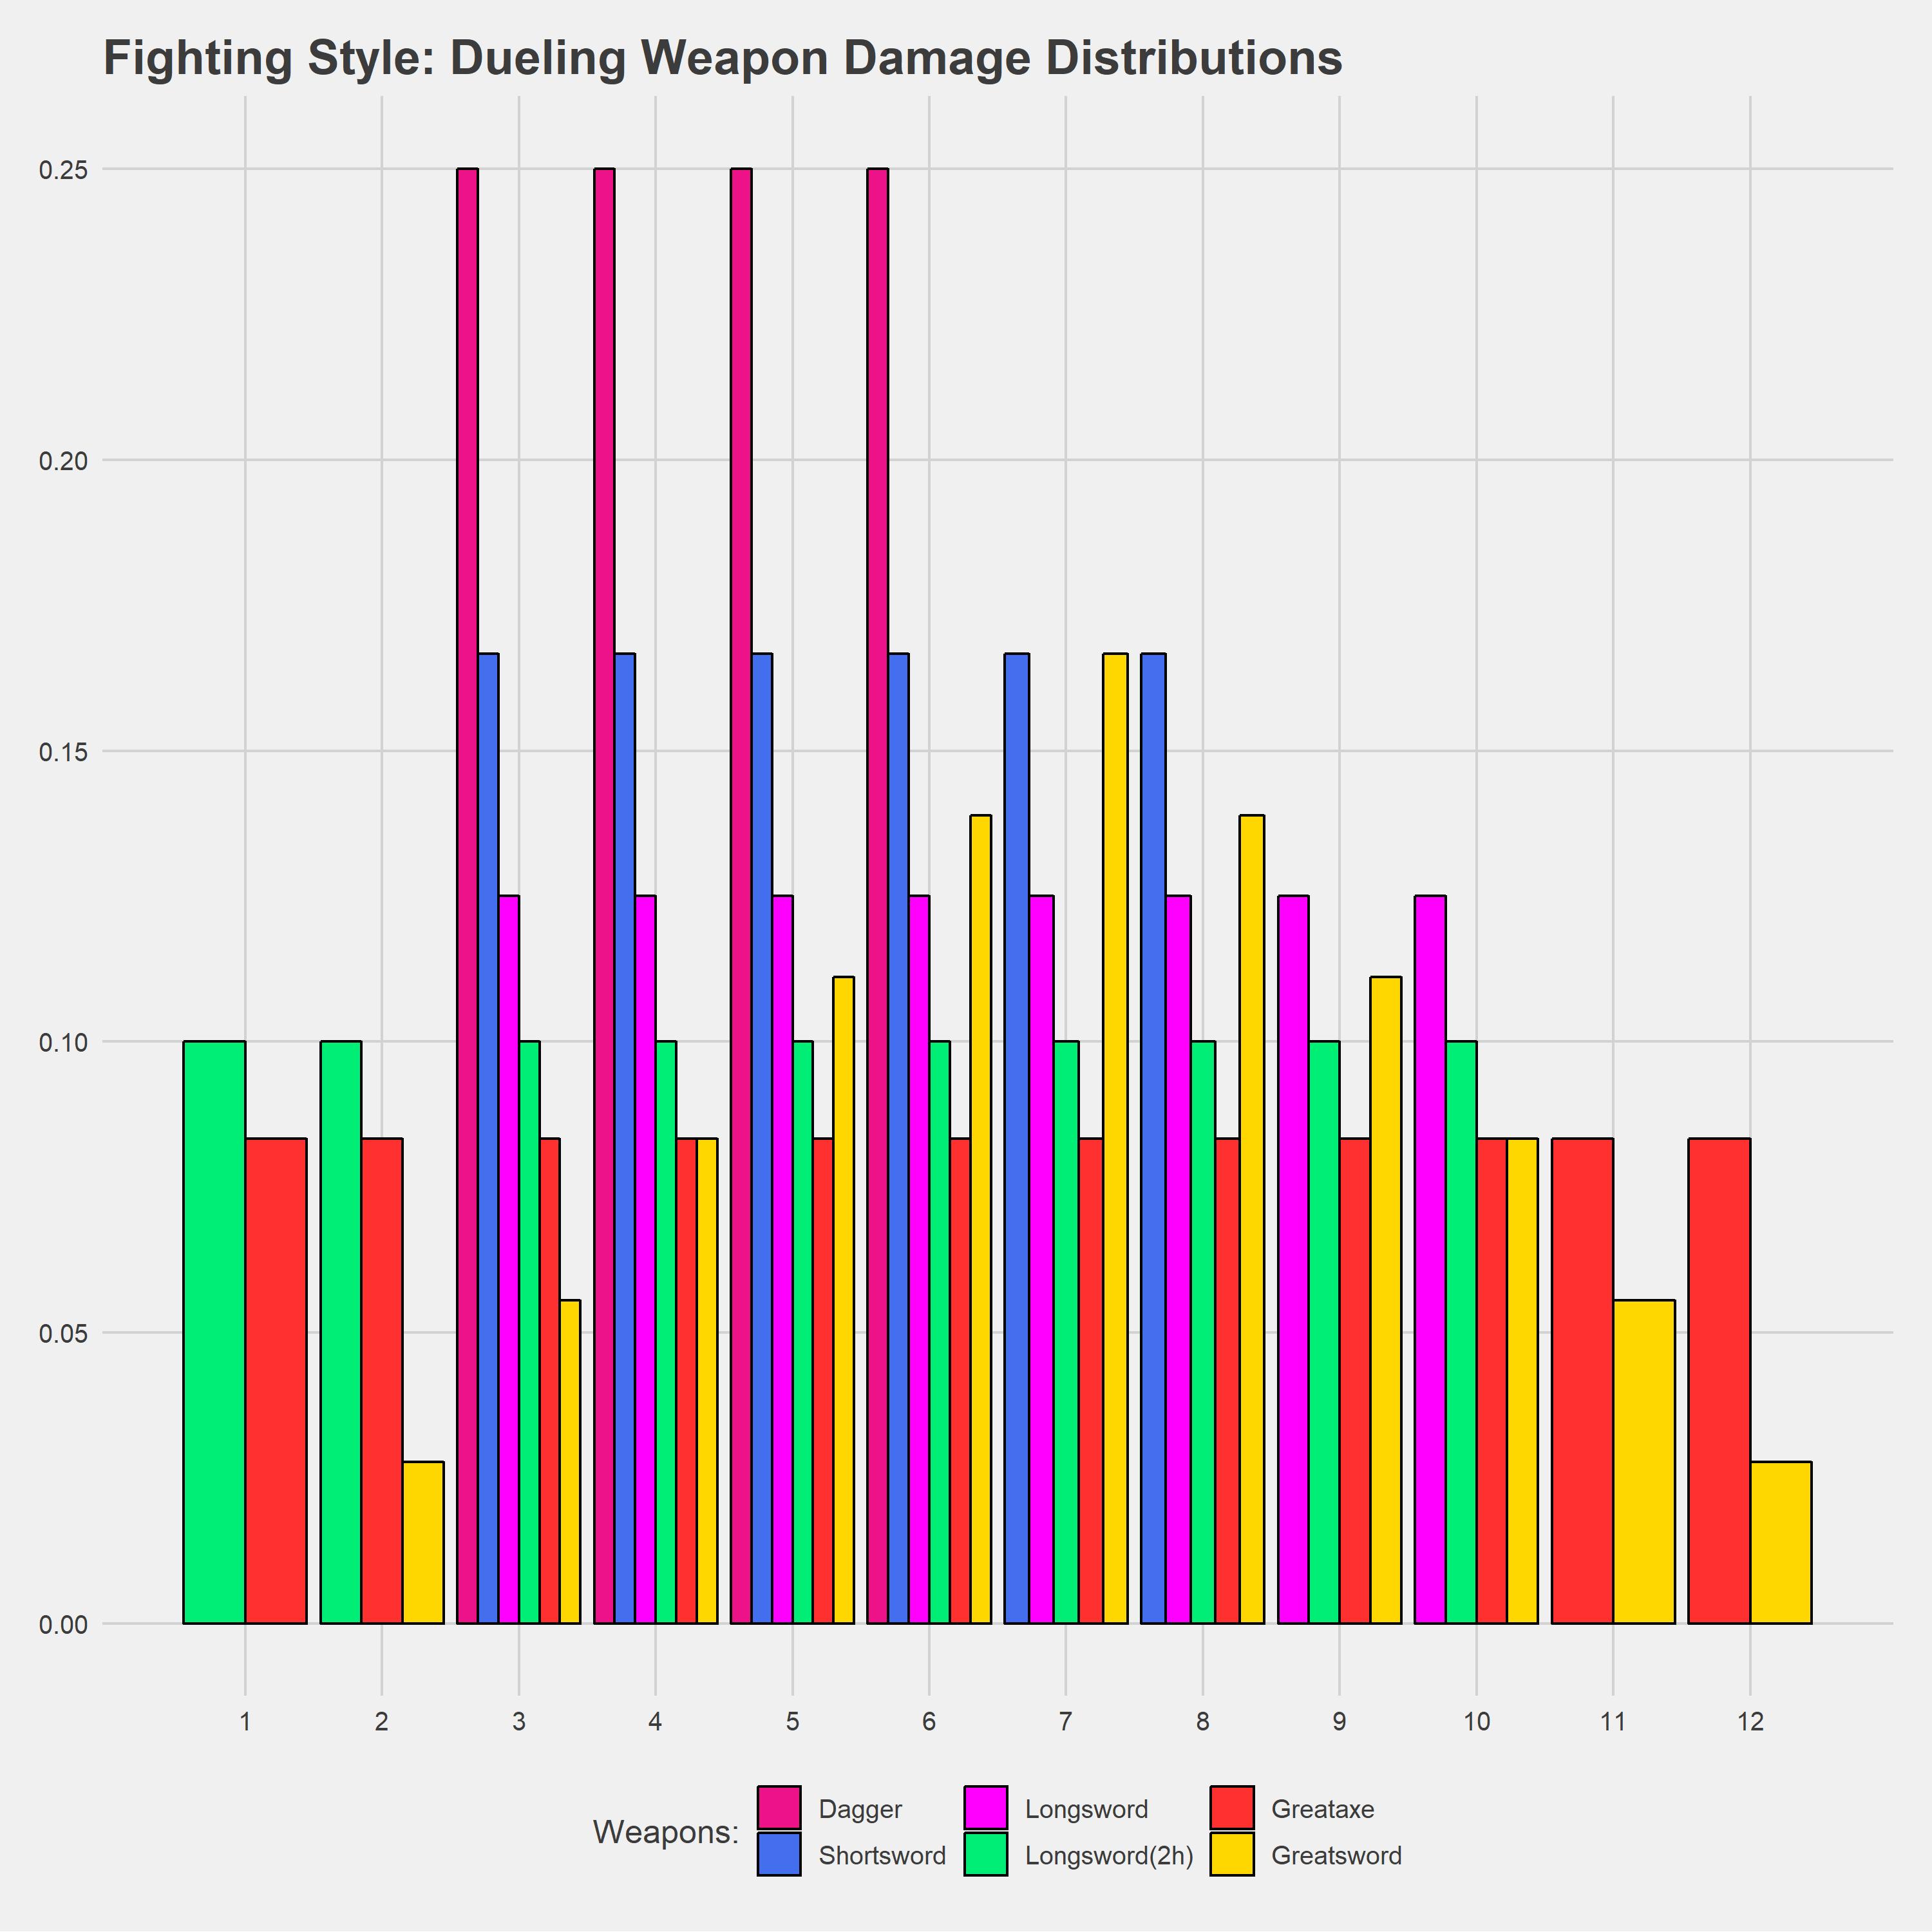 Fighting Style: Dueling Weapon Damage Distributions
0.25
0.20
0.15
0.10
0.05
0.00
1 2 3 4 5 6 7 8 9 10 11 12
Weapons:
Dagger Longsword Greataxe
Shortsword Longsword(2h) Greatsword